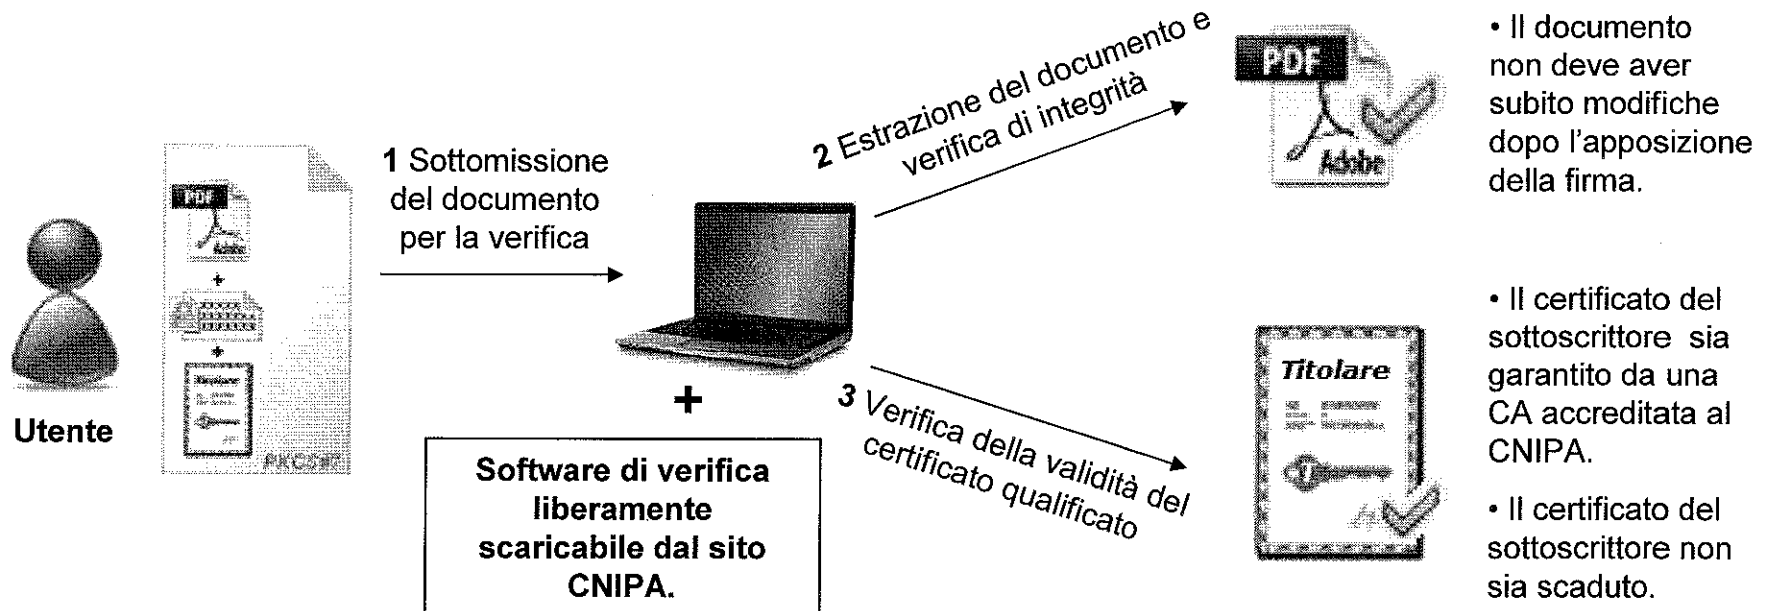 Utente
PDF
Adobe
+
+
Titolare
PKCS#7
1 Sottomissione
del documento
per la verifica
+
Software di verifica
liberamente
scaricabile dal sito
CNIPA.
2 Estrazione del documento e
verifica di integrità
PDF
Adobe
• Il documento
non deve aver
subito modifiche
dopo l'apposizione
della firma.
3 Verifica della validità del
certificato qualificato
Titolare
• Il certificato del
sottoscrittore sia
garantito da una
CA accreditata al
CNIPA.
• Il certificato del
sottoscrittore non
sia scaduto.